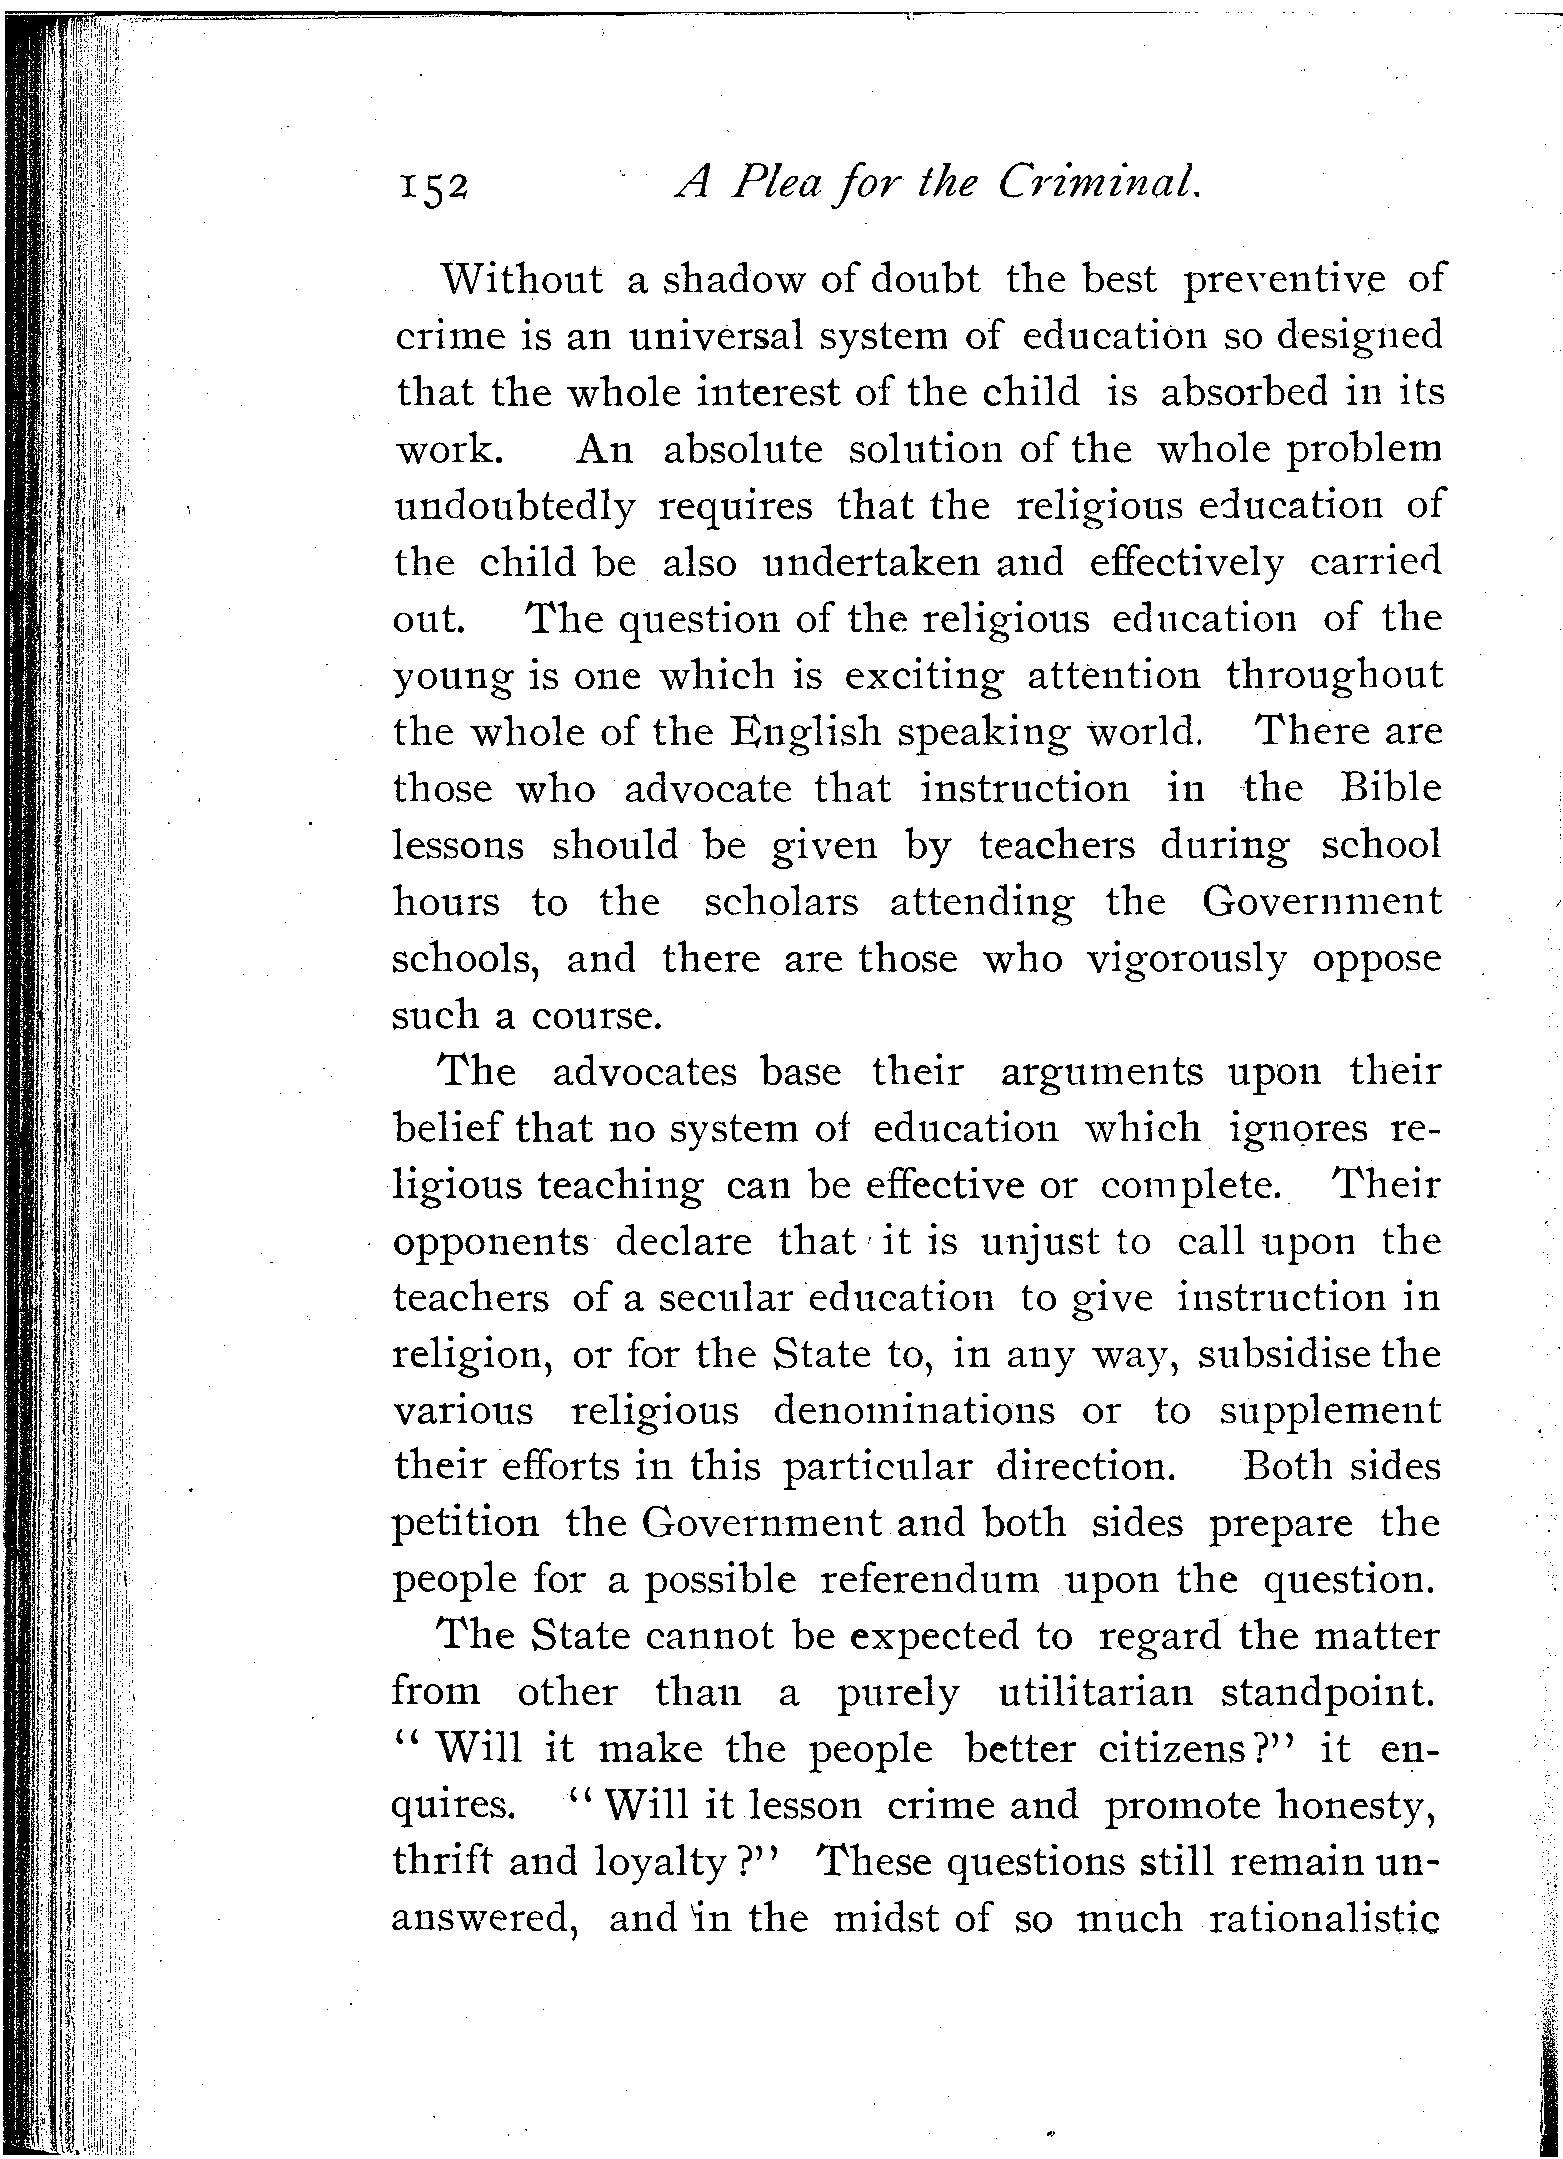 152 A Plea for the Criminal.
Without a shadow of doubt the best preventive of
crime is an universal system of education so designed
that the whole interest of the child is absorbed in its
work. An absolute solution of the whole problem
undoubtedly requires that the religious education of
the child be also undertaken and effectively carried
out. The question of the religious education of the
young is one which is exciting attention throughout
the whole of the English speaking world. There are
those who advocate that instruction in the Bible
lessons should be given by teachers during school
hours to the scholars attending the Government
schools, and there are those who vigorously oppose
such a course.
The advocates base their arguments upon their
belief that no system of education which ignores re-
ligious teaching can be effective or complete. Their
opponents declare that it is unjust to call upon the
teachers of a secular education to give instruction in
religion, or for the State to, in any way, subsidise the
various religious denominations or to supplement
their efforts in this particular direction. Both sides
petition the Government and both sides prepare the
people for a possible referendum upon the question.
The State cannot be expected to regard the matter
from other than a purely utilitarian standpoint.
“ Will it make the people better citizens?” it en-
quires. “ Will it lesson crime and promote honesty,
thrift and loyalty ?” These questions still remain un-
answered, and in the midst of so much rationalistic